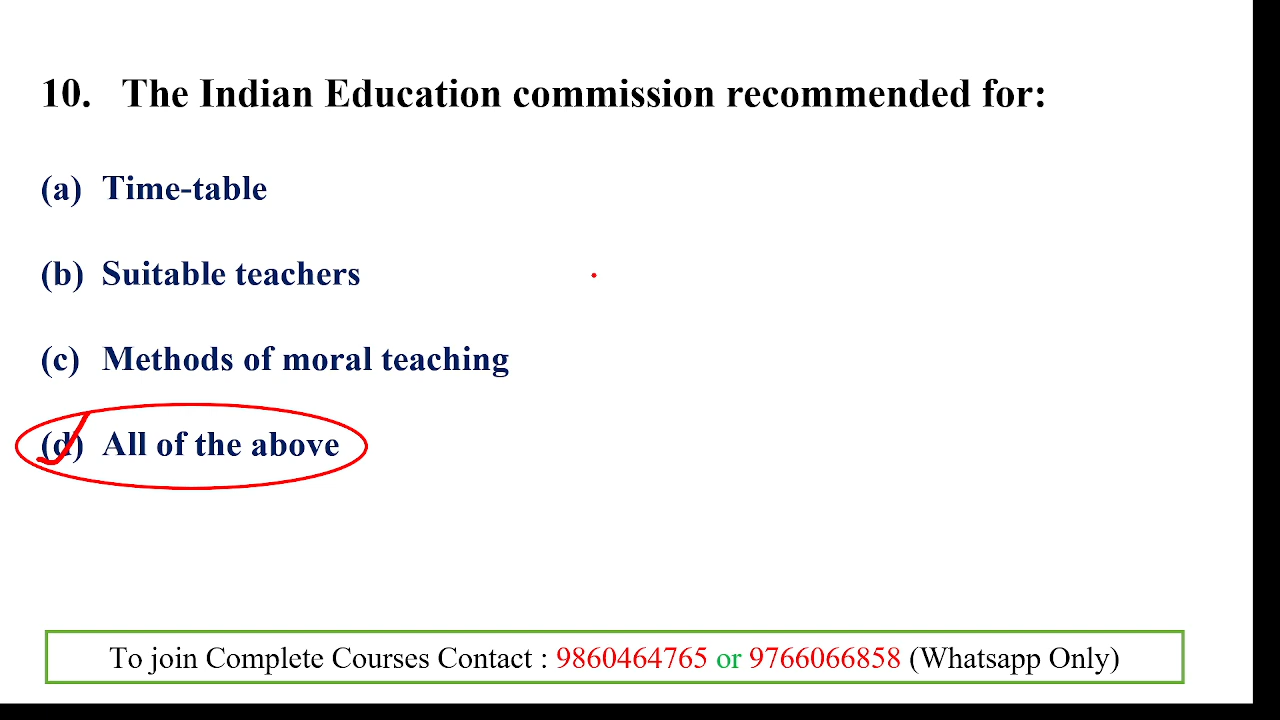 10. The Indian Education commission recommended for:
(a) Time-table
(b) Suitable teachers
(c) Methods of moral teaching
(d) All of the above
To join Complete Courses Contact : 9860464765 or 9766066858 (Whatsapp Only)